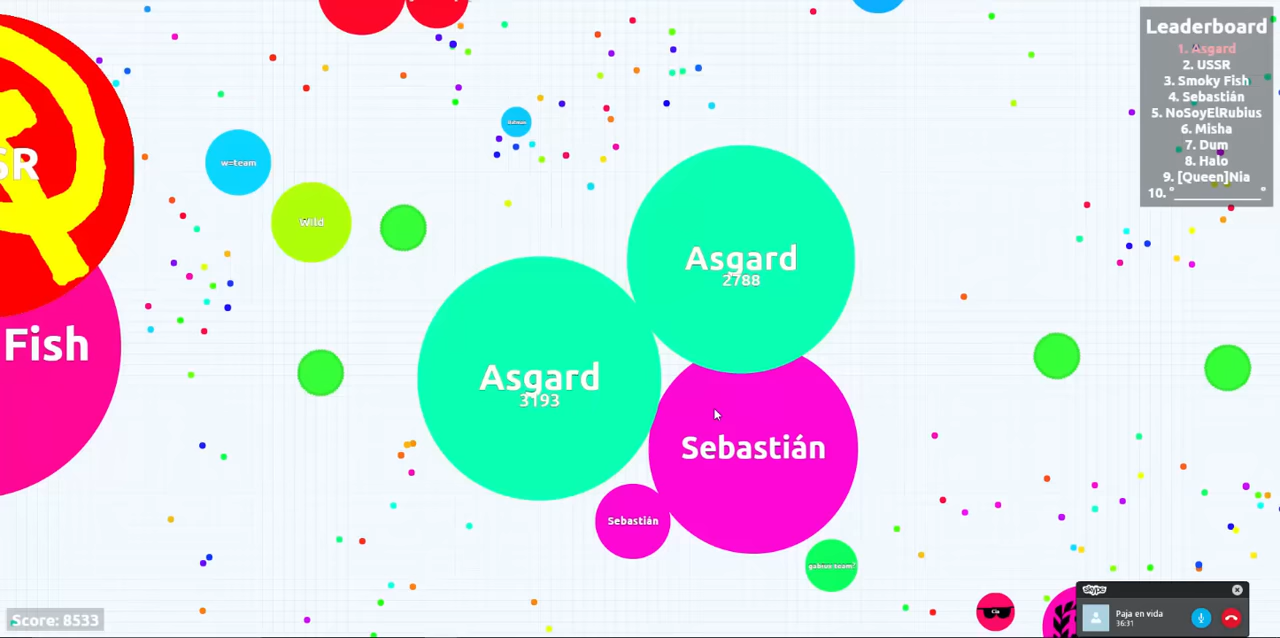 Leaderboard
1. Asgard
2. USSR
3. Smoky Fish
4. Sebastián
5. NoSoyElRubius
6. Misha
7. Dum
8. Halo
9. [Queen]Nia
10. °____________°
SR
w=team
Wild
Asgard
2788
Fish
Asgard
3193
Sebastián
Sebastián
Cia
Score: 8533
skype
Paja en vida
36:31